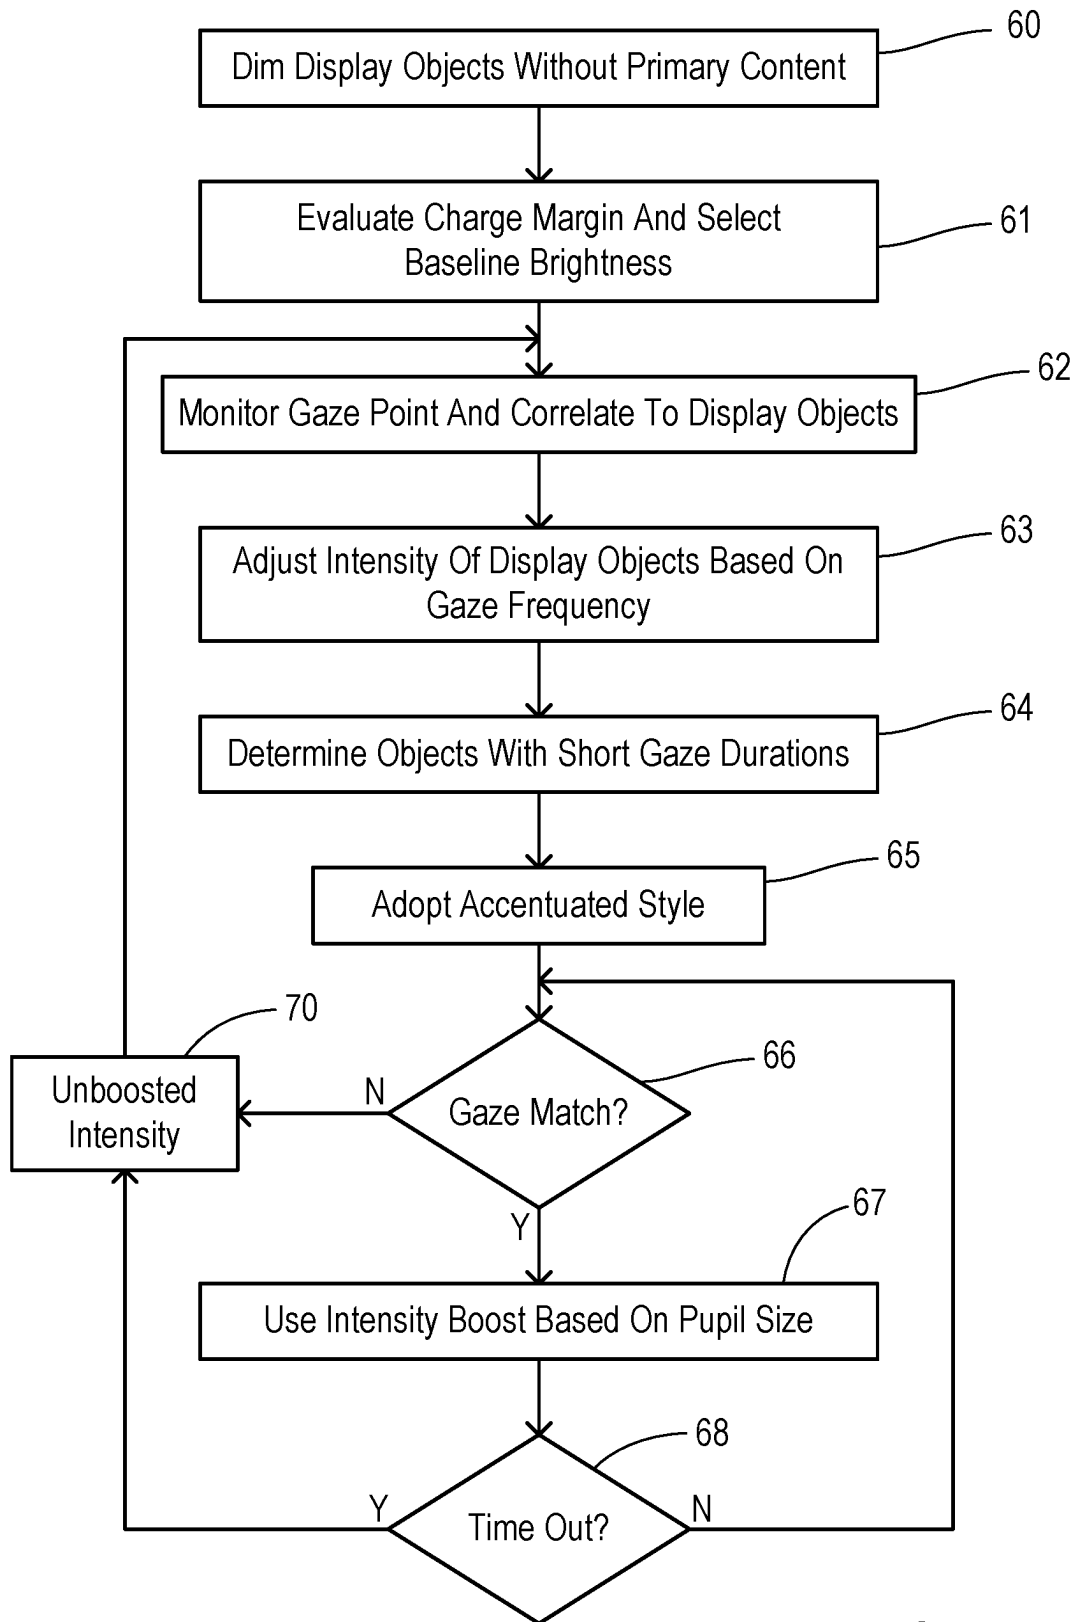 60
Dim Display Objects Without Primary Content
Evaluate Charge Margin And Select
Baseline Brightness
61
62
Monitor Gaze Point And Correlate To Display Objects
63
Adjust Intensity Of Display Objects Based On
Gaze Frequency
64
Determine Objects With Short Gaze Durations
65
Adopt Accentuated Style
70
66
Unboosted
Intensity
N
Gaze Match?
Y
67
Use Intensity Boost Based On Pupil Size
68
Y
N
Time Out?